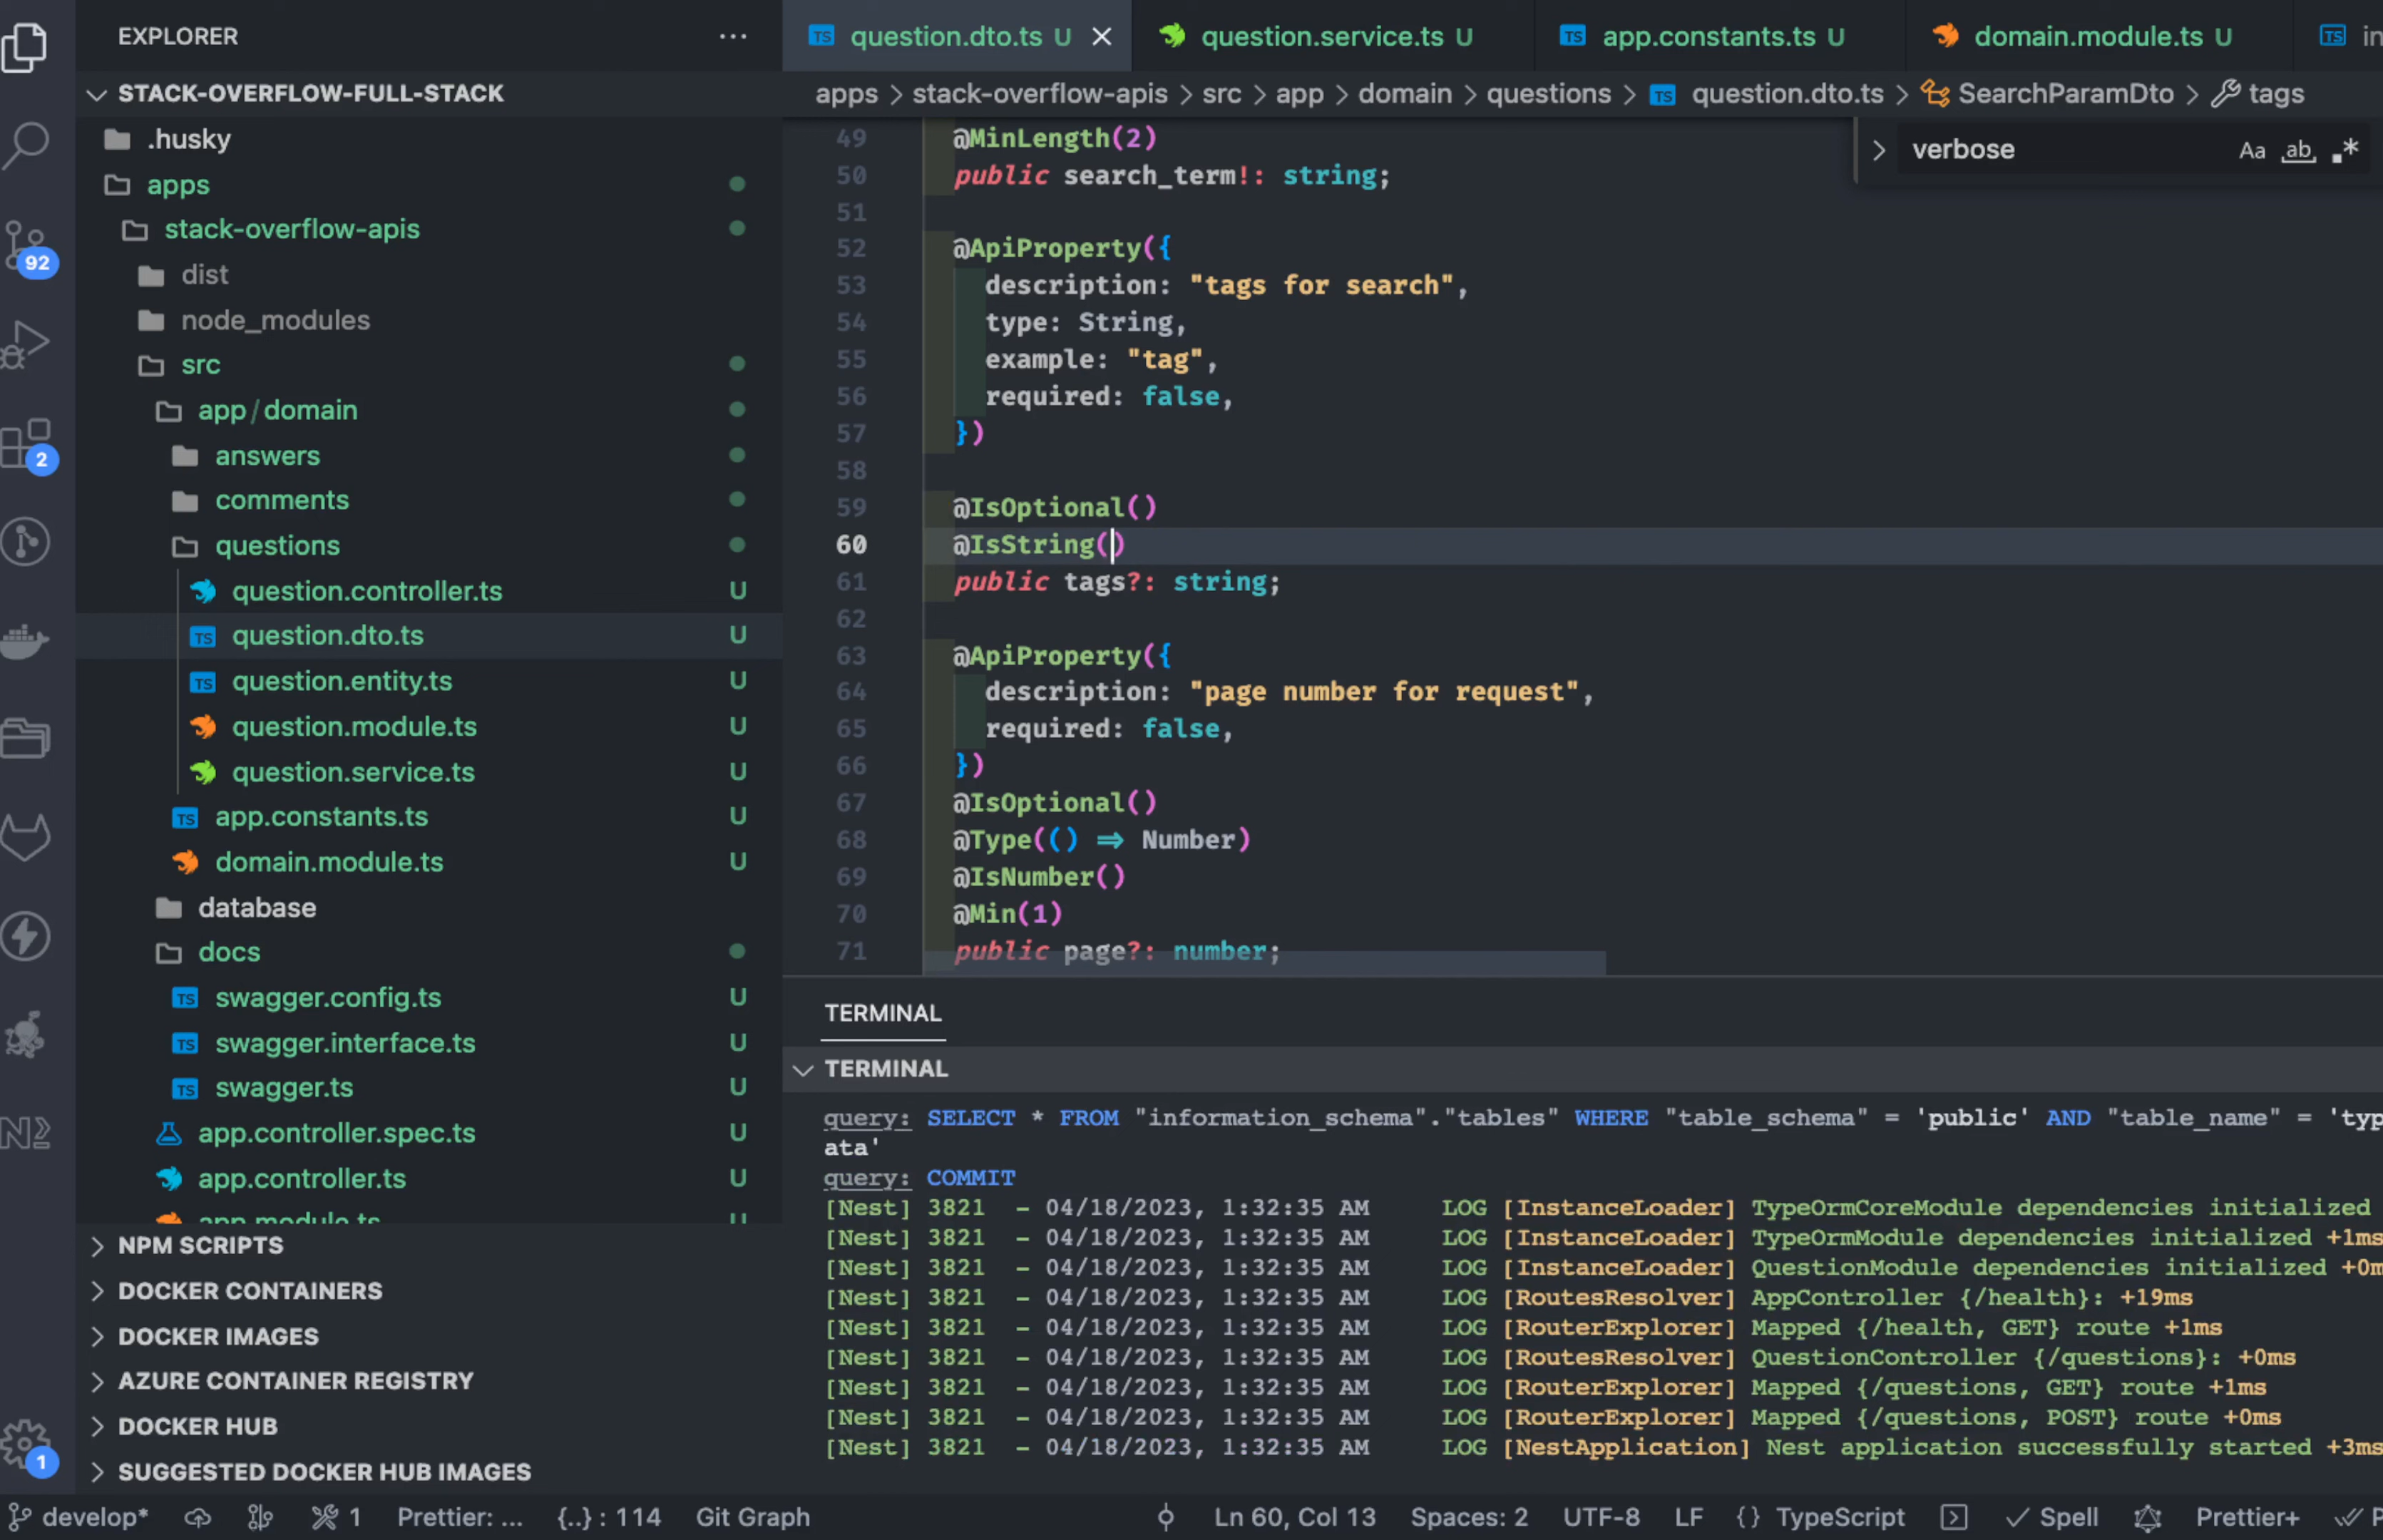 EXPLORER
STACK-OVERFLOW-FULL-STACK
.husky
apps
stack-overflow-apis
dist
node_modules
src
app/domain
answers
comments
questions
question.controller.ts U
question.dto.ts U
question.entity.ts U
question.module.ts U
question.service.ts U
app.constants.ts U
domain.module.ts U
database
docs
swagger.config.ts U
swagger.interface.ts U
swagger.ts U
app.controller.spec.ts U
app.controller.ts U
app.module.ts U
NPM SCRIPTS
DOCKER CONTAINERS
DOCKER IMAGES
AZURE CONTAINER REGISTRY
DOCKER HUB
SUGGESTED DOCKER HUB IMAGES
92
2
1
TS question.dto.ts U question.service.ts U TS app.constants.ts U domain.module.ts U TS in
apps > stack-overflow-apis > src > app > domain > questions > TS question.dto.ts > SearchParamDto > tags
verbose Aa ab .*
49 @MinLength(2)
50 public search_term!: string;
51
52 @ApiProperty({
53 description: "tags for search",
54 type: String,
55 example: "tag",
56 required: false,
57 })
58
59 @IsOptional()
60 @IsString()
61 public tags?: string;
62
63 @ApiProperty({
64 description: "page number for request",
65 required: false,
66 })
67 @IsOptional()
68 @Type(() => Number)
69 @IsNumber()
70 @Min(1)
71 public page?: number;
TERMINAL
TERMINAL
query: SELECT * FROM "information_schema"."tables" WHERE "table_schema" = 'public' AND "table_name" = 'typ
ata'
query: COMMIT
[Nest] 3821 - 04/18/2023, 1:32:35 AM LOG [InstanceLoader] TypeOrmCoreModule dependencies initialized
[Nest] 3821 - 04/18/2023, 1:32:35 AM LOG [InstanceLoader] TypeOrmModule dependencies initialized +1ms
[Nest] 3821 - 04/18/2023, 1:32:35 AM LOG [InstanceLoader] QuestionModule dependencies initialized +0m
[Nest] 3821 - 04/18/2023, 1:32:35 AM LOG [RoutesResolver] AppController {/health}: +19ms
[Nest] 3821 - 04/18/2023, 1:32:35 AM LOG [RouterExplorer] Mapped {/health, GET} route +1ms
[Nest] 3821 - 04/18/2023, 1:32:35 AM LOG [RoutesResolver] QuestionController {/questions}: +0ms
[Nest] 3821 - 04/18/2023, 1:32:35 AM LOG [RouterExplorer] Mapped {/questions, GET} route +1ms
[Nest] 3821 - 04/18/2023, 1:32:35 AM LOG [RouterExplorer] Mapped {/questions, POST} route +0ms
[Nest] 3821 - 04/18/2023, 1:32:35 AM LOG [NestApplication] Nest application successfully started +3ms
develop* 1 Prettier: ... {..} : 114 Git Graph Ln 60, Col 13 Spaces: 2 UTF-8 LF {} TypeScript Spell Prettier+ P